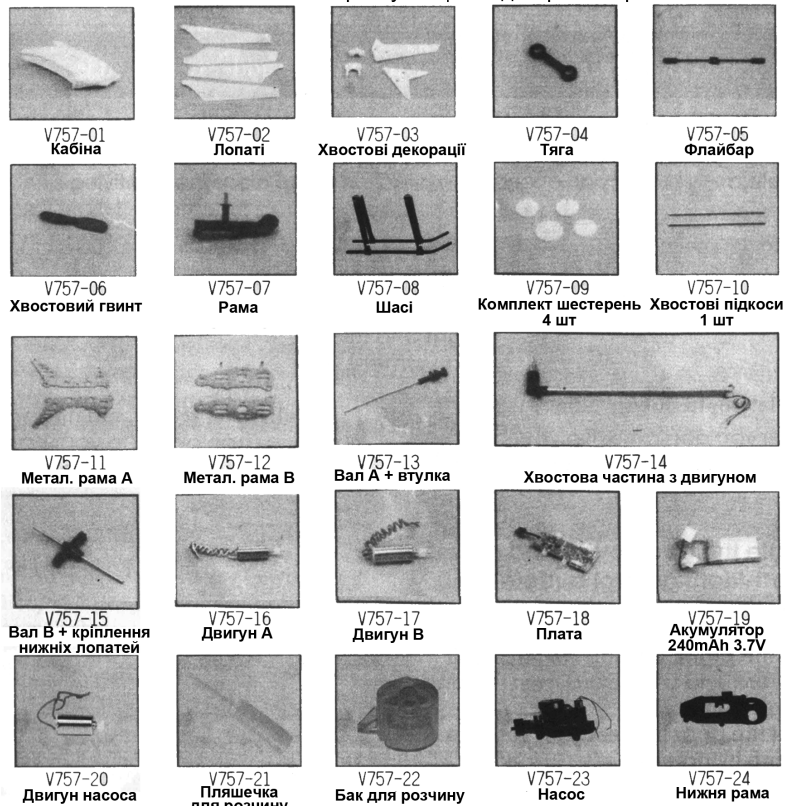 V757-01 V757-02 V757-03 V757-04 V757-05
Кабіна Лопаті Хвостові декорації Тяга Флайбар
V757-06 V757-07 V757-08 V757-09 V757-10
Хвостовий гвинт Рама Шасі Комплект шестерень Хвостові підкоси
4 шт 1 шт
V757-11 V757-12 V757-13 V757-14
Метал. рама А Метал. рама В Вал А + втулка Хвостова частина з двигуном
V757-15 V757-16 V757-17 V757-18 V757-19
Вал В + кріплення Двигун А Двигун В Плата Акумулятор
нижніх лопатей 240mAh 3.7V
V757-20 V757-21 V757-22 V757-23 V757-24
Двигун насоса Пляшечка Бак для розчину Насос Нижня рама
для розчину